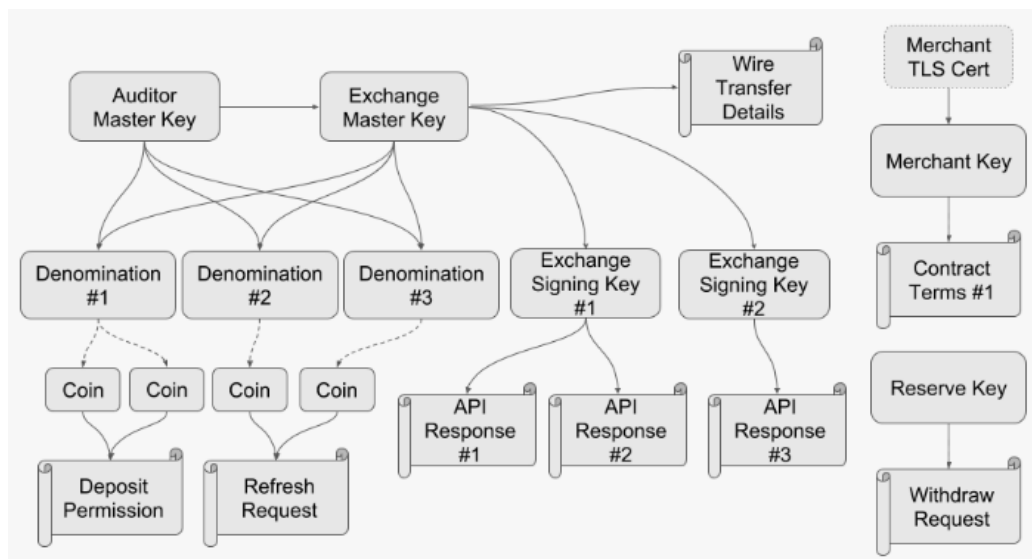 Auditor
Master Key
Exchange
Master Key
Wire
Transfer
Details
Merchant
TLS Cert
Merchant Key
Denomination
#1
Denomination
#2
Denomination
#3
Exchange
Signing Key
#1
Exchange
Signing Key
#2
Contract
Terms #1
Coin
Coin
Coin
Coin
API
Response
#1
API
Response
#2
API
Response
#3
Reserve Key
Deposit
Permission
Refresh
Request
Withdraw
Request